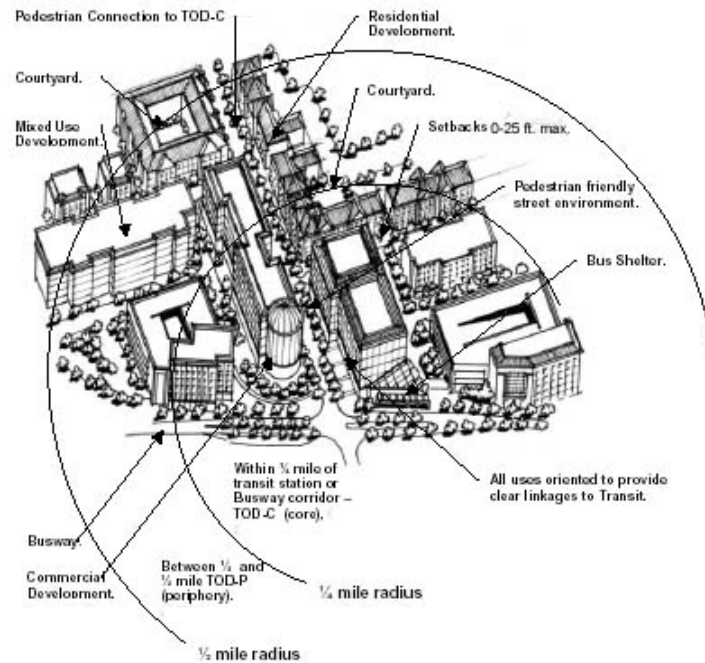 Pedestrian Connection to TOD-C
Residential
Development.
Courtyard.
Courtyard.
Mixed Use
Development.
Setbacks 0-25 ft. max.
Pedestrian friendly
street environment.
Bus Shelter.
Within ¼ mile of
transit station or
Busway corridor –
TOD-C (core).
All uses oriented to provide
clear linkages to Transit.
Busway.
Commercial
Development.
Between ¼ and
½ mile TOD-P
(periphery).
¼ mile radius
½ mile radius